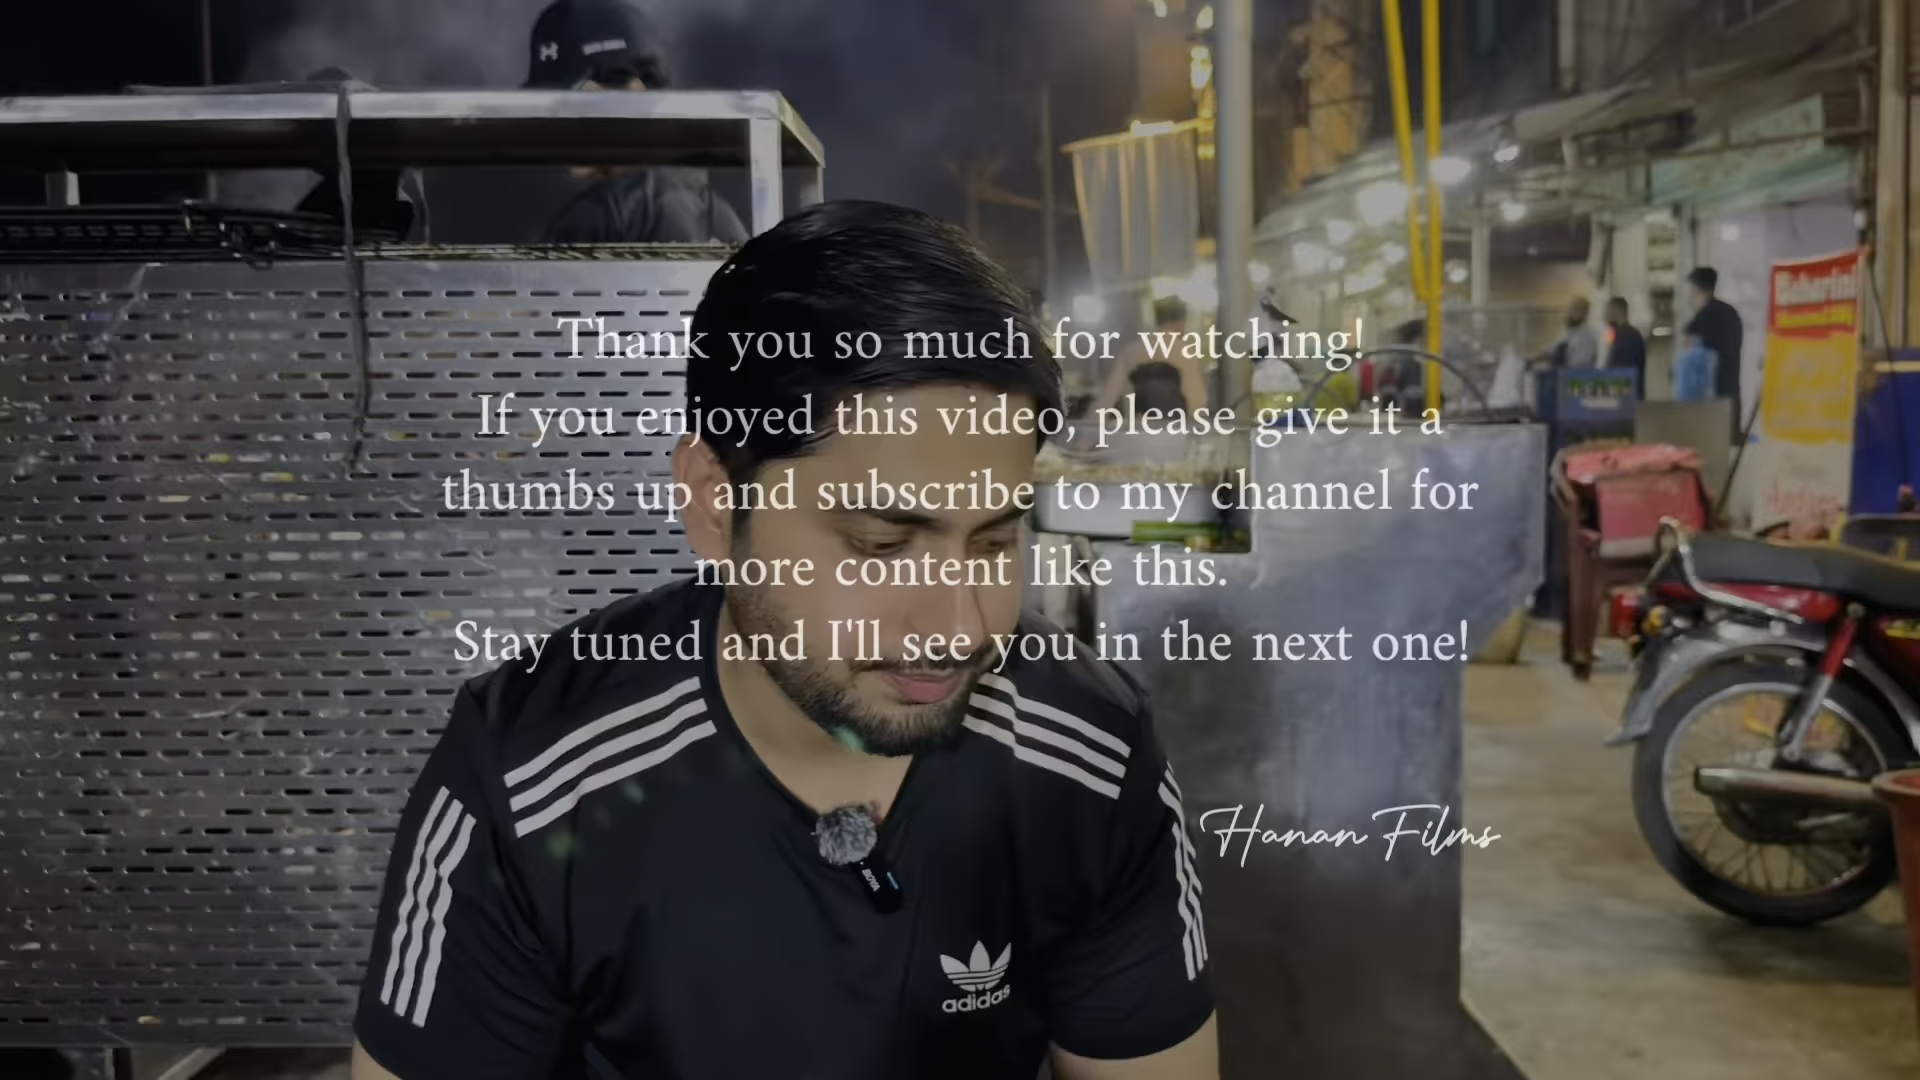 Thank you so much for watching!
If you enjoyed this video, please give it a
thumbs up and subscribe to my channel for
more content like this.
Stay tuned and I'll see you in the next one!
Hanan Films
BOYA
adidas